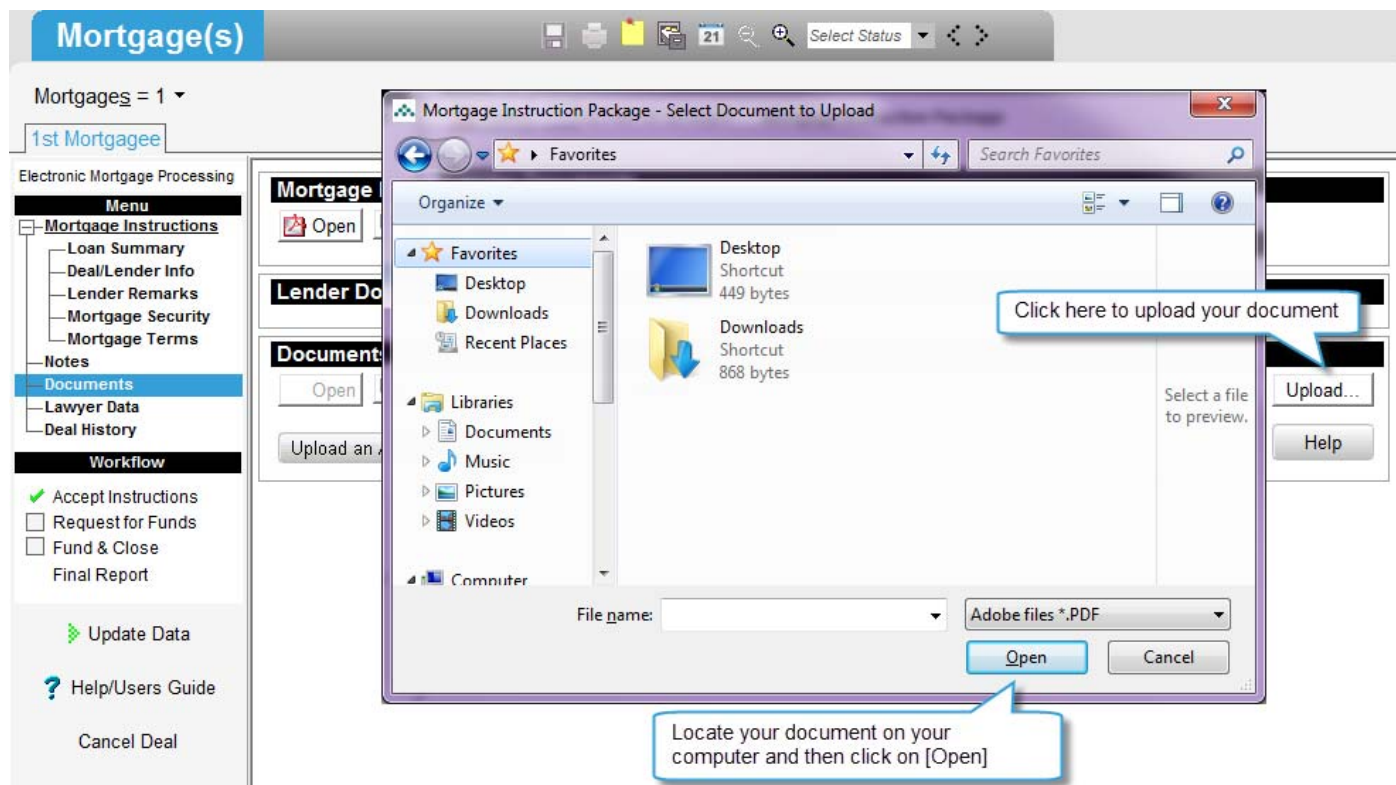 Mortgage(s)
21
Select Status
Mortgages = 1
1st Mortgagee
Electronic Mortgage Processing
Menu
Mortgage Instructions
Loan Summary
Deal/Lender Info
Lender Remarks
Mortgage Security
Mortgage Terms
Notes
Documents
Lawyer Data
Deal History
Workflow
Accept Instructions
Request for Funds
Fund & Close
Final Report
Update Data
? Help/Users Guide
Cancel Deal
Mortgage
Open
Lender Do
Documents
Open
Upload an
Mortgage Instruction Package - Select Document to Upload
Favorites
Search Favorites
Organize
Favorites
Desktop
Downloads
Recent Places
Libraries
Documents
Music
Pictures
Videos
Computer
Desktop
Shortcut
449 bytes
Downloads
Shortcut
868 bytes
Select a file
to preview.
File name:
Adobe files *.PDF
Open
Cancel
Click here to upload your document
Upload...
Help
Locate your document on your
computer and then click on [Open]